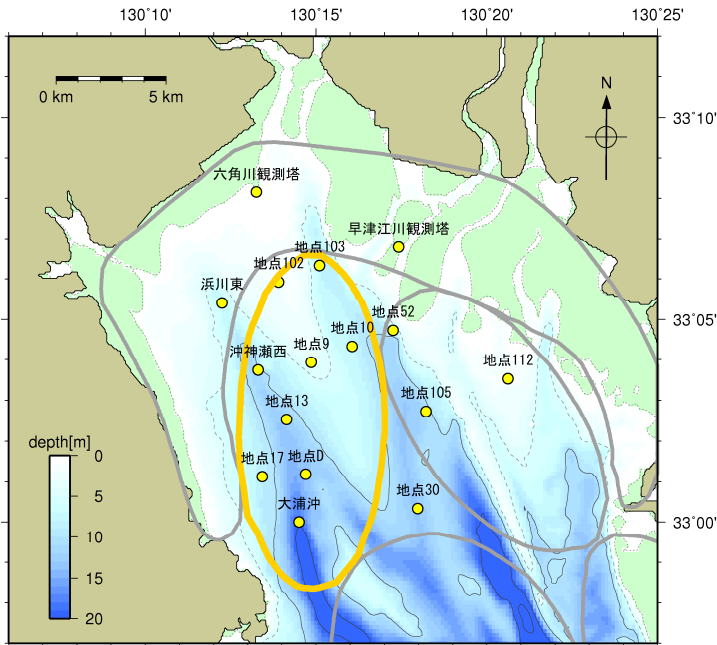 130˚10'
130˚15'
130˚20'
130˚25'
0 km
5 km
N
33˚10'
六角川観測塔
早津江川観測塔
地点103
地点102
浜川東
地点52
地点10
33˚05'
地点9
沖神瀬西
地点112
地点13
地点105
depth[m]
0
地点17
地点D
5
地点30
大浦沖
33˚00'
10
15
20